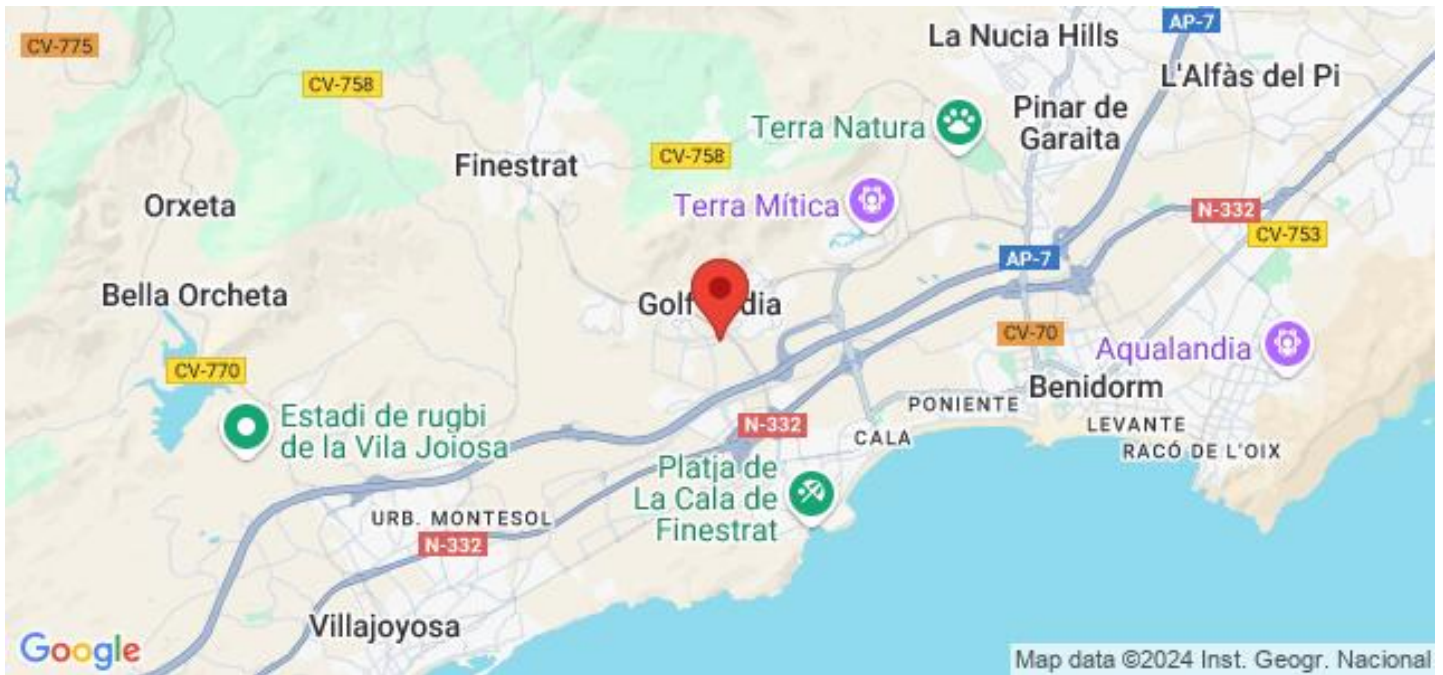 CV-775
CV-758
La Nucia Hills
AP-7
L'Alfàs del Pi
Terra Natura
Pinar de
Garaita
Finestrat
CV-758
Orxeta
Terra Mítica
N-332
CV-753
AP-7
Bella Orcheta
Golf
dia
CV-70
Aqualandia
CV-770
Benidorm
PONIENTE
LEVANTE
Estadi de rugbi
de la Vila Joiosa
N-332
CALA
RACÓ DE L'OIX
Platja de
La Cala de
Finestrat
URB. MONTESOL
N-332
Villajoyosa
Google
Map data ©2024 Inst. Geogr. Nacional